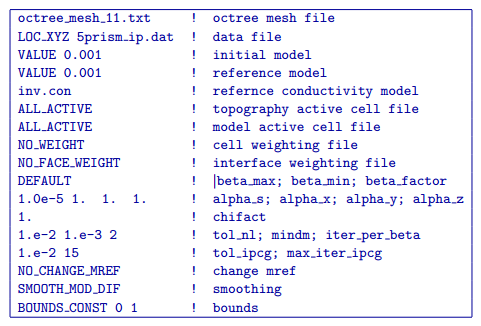 octree_mesh_11.txt ! octree mesh file
LOC_XYZ 5prism_ip.dat ! data file
VALUE 0.001 ! initial model
VALUE 0.001 ! reference model
inv.con ! refernce conductivity model
ALL_ACTIVE ! topography active cell file
ALL_ACTIVE ! model active cell file
NO_WEIGHT ! cell weighting file
NO_FACE_WEIGHT ! interface weighting file
DEFAULT ! |beta_max; beta_min; beta_factor
1.0e-5 1. 1. 1. ! alpha_s; alpha_x; alpha_y; alpha_z
1. ! chifact
1.e-2 1.e-3 2 ! tol_nl; mindm; iter_per_beta
1.e-2 15 ! tol_ipcg; max_iter_ipcg
NO_CHANGE_MREF ! change mref
SMOOTH_MOD_DIF ! smoothing
BOUNDS_CONST 0 1 ! bounds